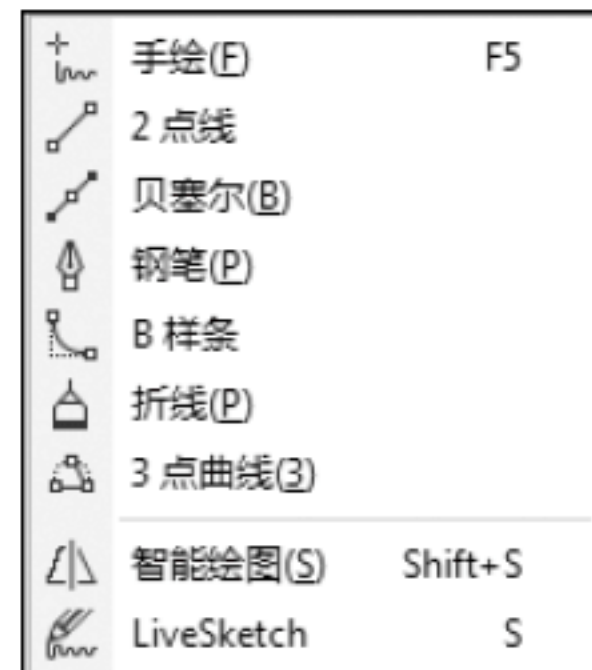 手绘(F) F5
2 点线
贝塞尔(B)
钢笔(P)
B 样条
折线(P)
3 点曲线(3)
智能绘图(S) Shift+S
LiveSketch S